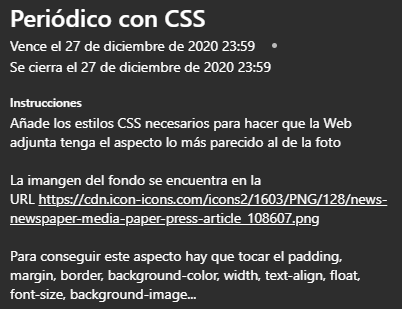 Periódico con CSS
Vence el 27 de diciembre de 2020 23:59 •
Se cierra el 27 de diciembre de 2020 23:59
Instrucciones
Añade los estilos CSS necesarios para hacer que la Web
adjunta tenga el aspecto lo más parecido al de la foto
La imangen del fondo se encuentra en la
URL https://cdn.icon-icons.com/icons2/1603/PNG/128/news-
newspaper-media-paper-press-article_108607.png
Para conseguir este aspecto hay que tocar el padding,
margin, border, background-color, width, text-align, float,
font-size, background-image...